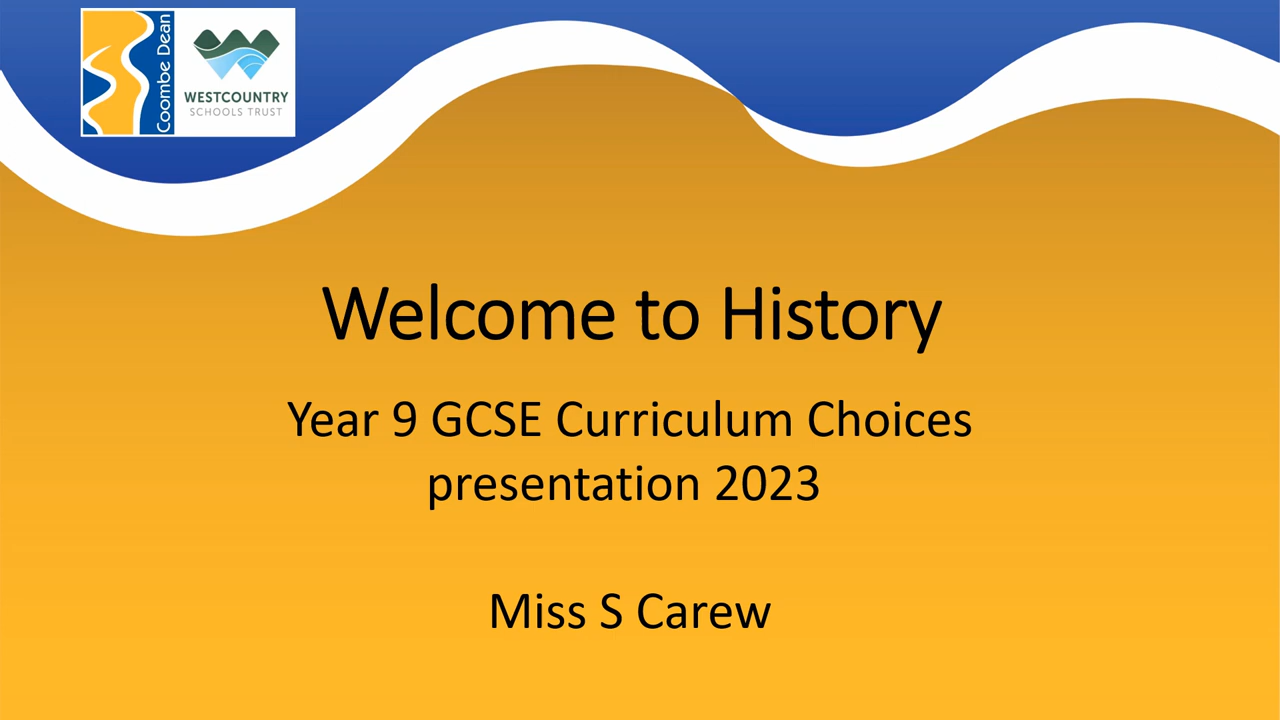 Coombe Dean
WESTCOUNTRY
SCHOOLS TRUST
Welcome to History
Year 9 GCSE Curriculum Choices
presentation 2023
Miss S Carew